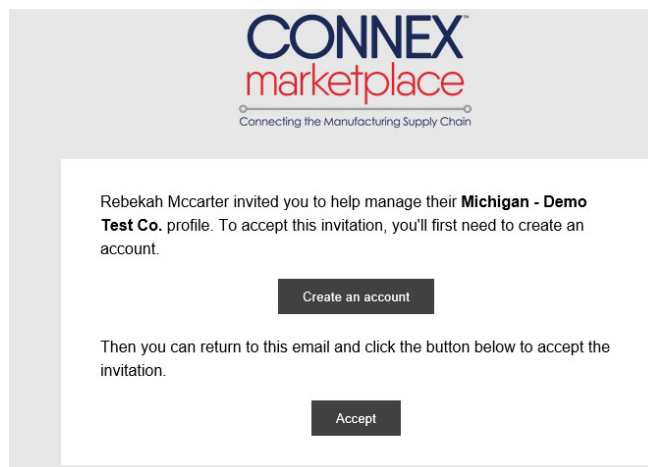 CONNEX™
marketplace
Connecting the Manufacturing Supply Chain
Rebekah Mccarter invited you to help manage their Michigan - Demo
Test Co. profile. To accept this invitation, you'll first need to create an
account.
Create an account
Then you can return to this email and click the button below to accept the
invitation.
Accept